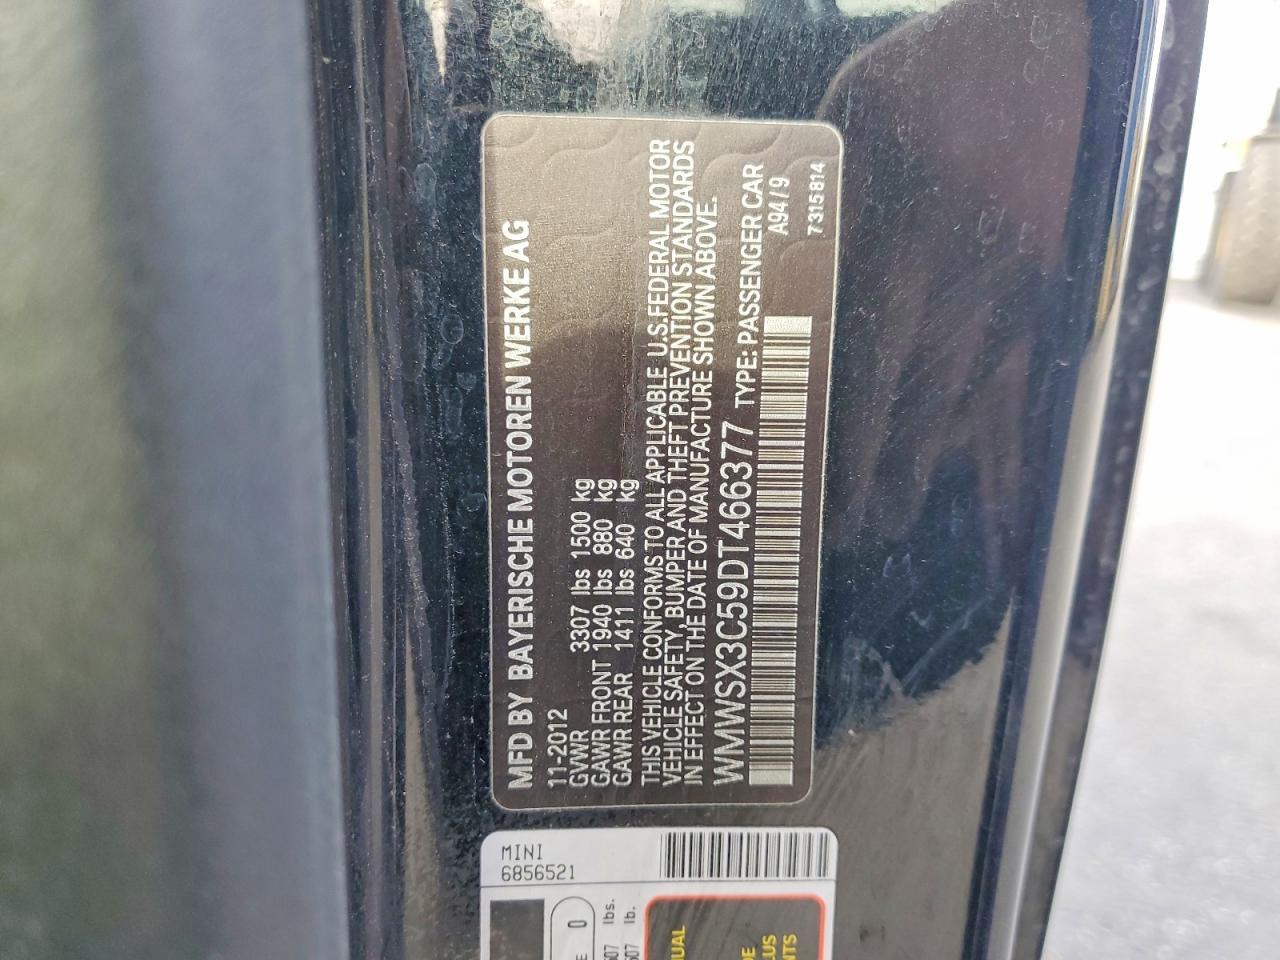 MFD BY BAYERISCHE MOTOREN WERKE AG
11-2012
GVWR 3307 lbs 1500 kg
GAWR FRONT 1940 lbs 880 kg
GAWR REAR 1411 lbs 640 kg
THIS VEHICLE CONFORMS TO ALL APPLICABLE U.S.FEDERAL MOTOR
VEHICLE SAFETY, BUMPER AND THEFT PREVENTION STANDARDS
IN EFFECT ON THE DATE OF MANUFACTURE SHOWN ABOVE.
WMWSX3C59DT466377 TYPE: PASSENGER CAR
A94/9
7315814
MINI
6856521
0
lbs.
lb.